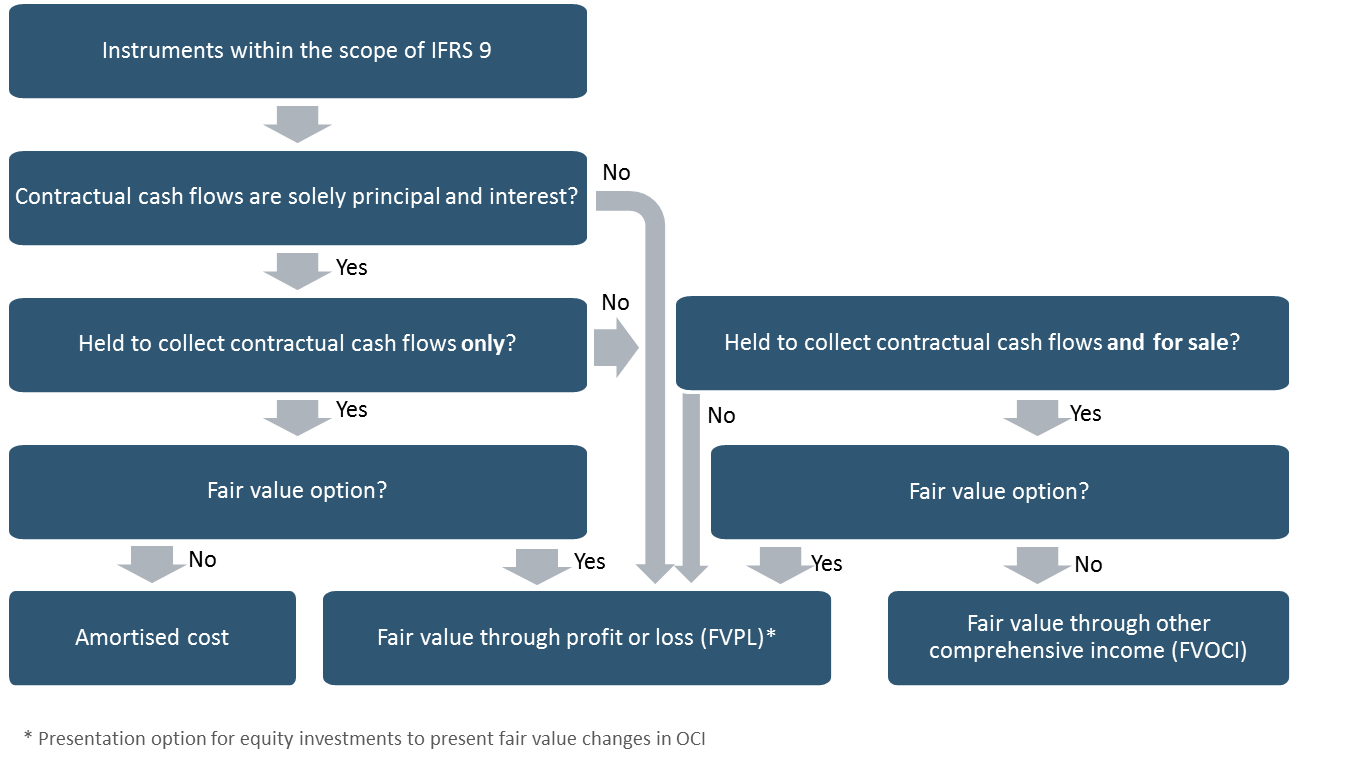 Instruments within the scope of IFRS 9
Contractual cash flows are solely principal and interest?
No
Yes
Held to collect contractual cash flows only?
No
Held to collect contractual cash flows and for sale?
Yes
No
Yes
Fair value option?
Fair value option?
No
Yes
Yes
No
Amortised cost
Fair value through profit or loss (FVPL)*
Fair value through other
comprehensive income (FVOCI)
* Presentation option for equity investments to present fair value changes in OCI